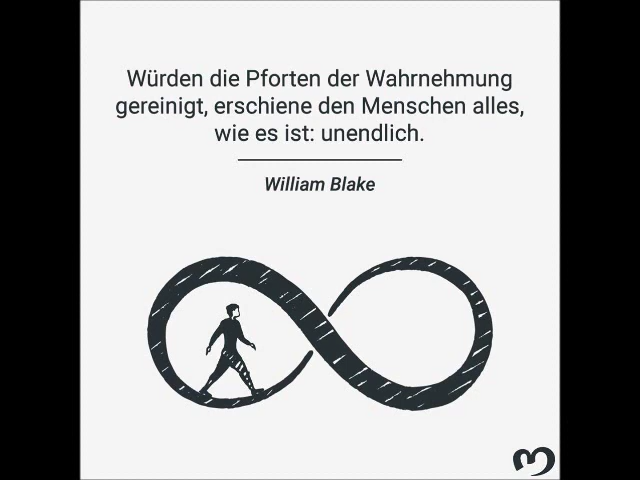 Würden die Pforten der Wahrnehmung
gereinigt, erschiene den Menschen alles,
wie es ist: unendlich.
William Blake